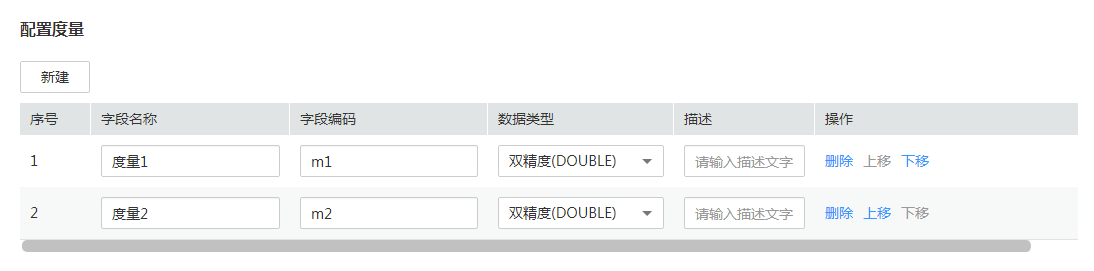 配置度量
新建
序号 字段名称 字段编码 数据类型 描述 操作
1 度量1 m1 双精度(DOUBLE) 请输入描述文字 删除 上移 下移
2 度量2 m2 双精度(DOUBLE) 请输入描述文字 删除 上移 下移